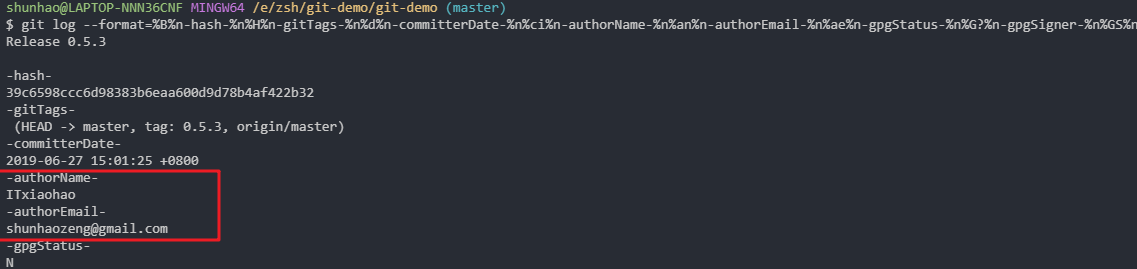 shunhao@LAPTOP-NNN36CNF MINGW64 /e/zsh/git-demo/git-demo (master)
$ git log --format=%B%n-hash-%n%H%n-gitTags-%n%d%n-committerDate-%n%ci%n-authorName-%n%an%n-authorEmail-%n%ae%n-gpgStatus-%n%G?%n-gpgSigner-%n%GS%n
Release 0.5.3
-hash-
39c6598ccc6d98383b6eaa600d9d78b4af422b32
-gitTags-
(HEAD -> master, tag: 0.5.3, origin/master)
-committerDate-
2019-06-27 15:01:25 +0800
-authorName-
ITxiaohao
-authorEmail-
shunhaozeng@gmail.com
-gpgStatus-
N